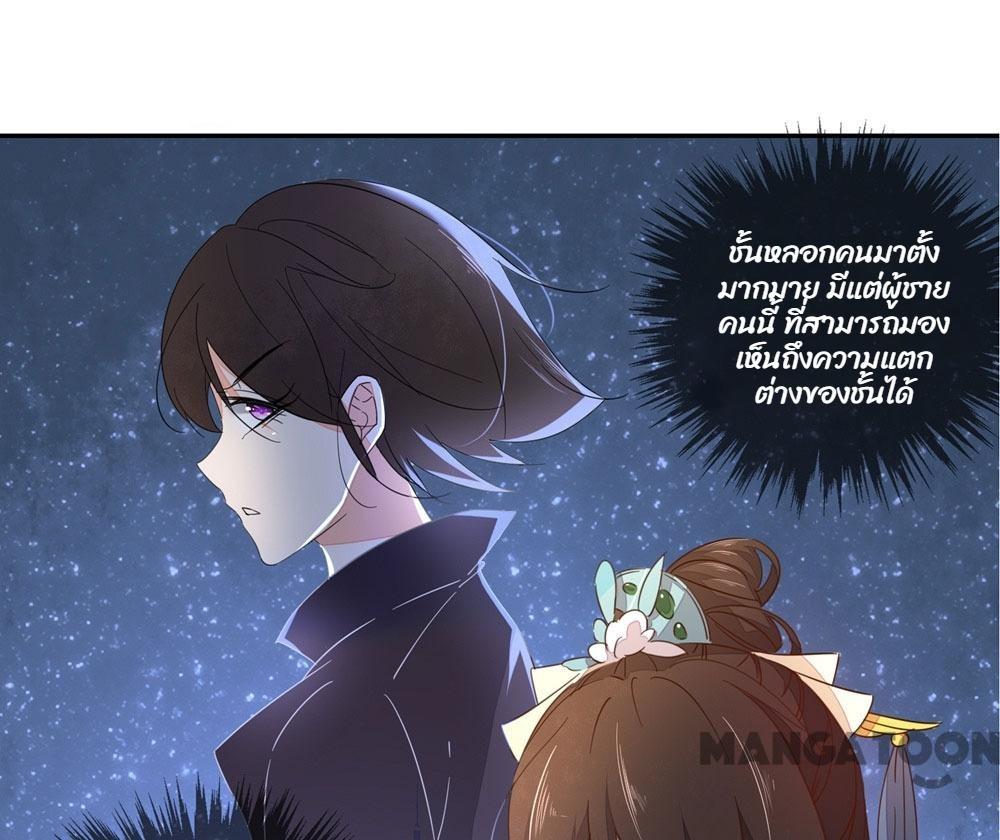 ชั้นหลอกคนมาตั้ง
มากมาย มีแต่ผู้ชาย
คนนี้ ที่สามารถมอง
เห็นถึงความแตก
ต่างของชั้นได้
MANGATOON